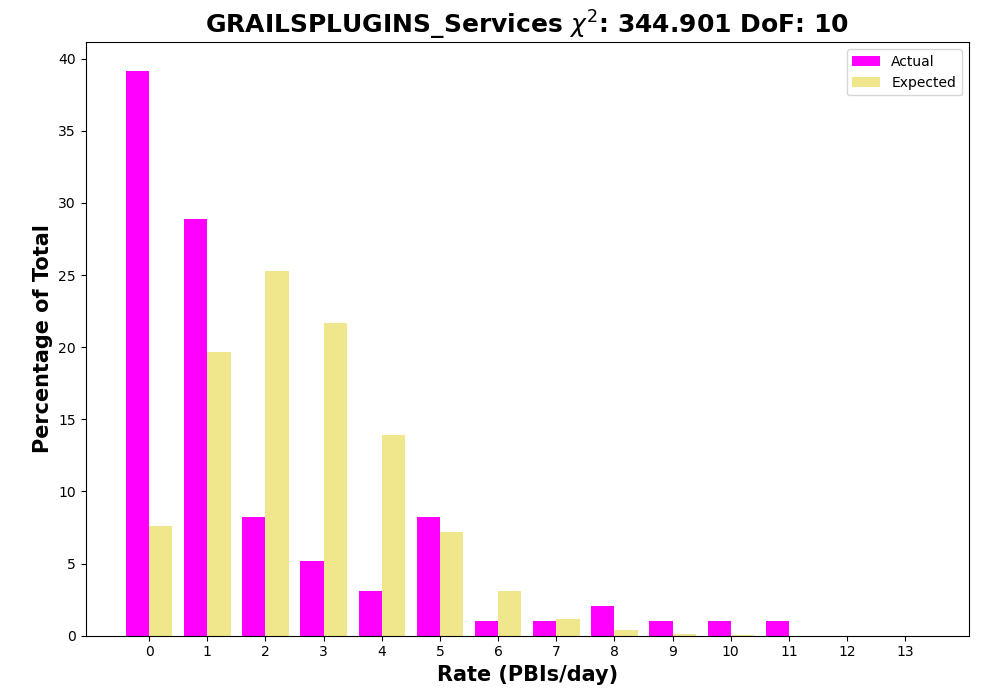 GRAILSPLUGINS_Services χ²: 344.901 DoF: 10
Actual
Expected
Percentage of Total
40
35
30
25
20
15
10
5
0
0 1 2 3 4 5 6 7 8 9 10 11 12 13
Rate (PBIs/day)